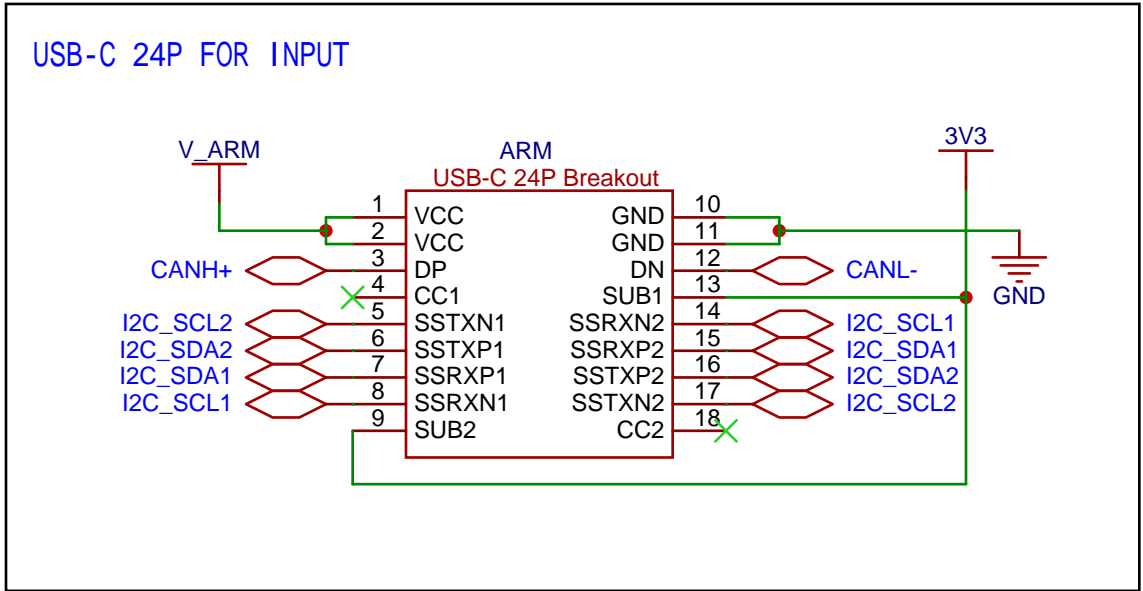 USB-C 24P FOR INPUT
V_ARM
ARM
3V3
USB-C 24P Breakout
1 VCC GND 10
2 VCC GND 11
CANH+ 3 DP DN 12 CANL-
4 CC1 SUB1 13
GND
I2C_SCL2 5 SSTXN1 SSRXN2 14 I2C_SCL1
I2C_SDA2 6 SSTXP1 SSRXP2 15 I2C_SDA1
I2C_SDA1 7 SSRXP1 SSTXP2 16 I2C_SDA2
I2C_SCL1 8 SSRXN1 SSTXN2 17 I2C_SCL2
9 SUB2 CC2 18